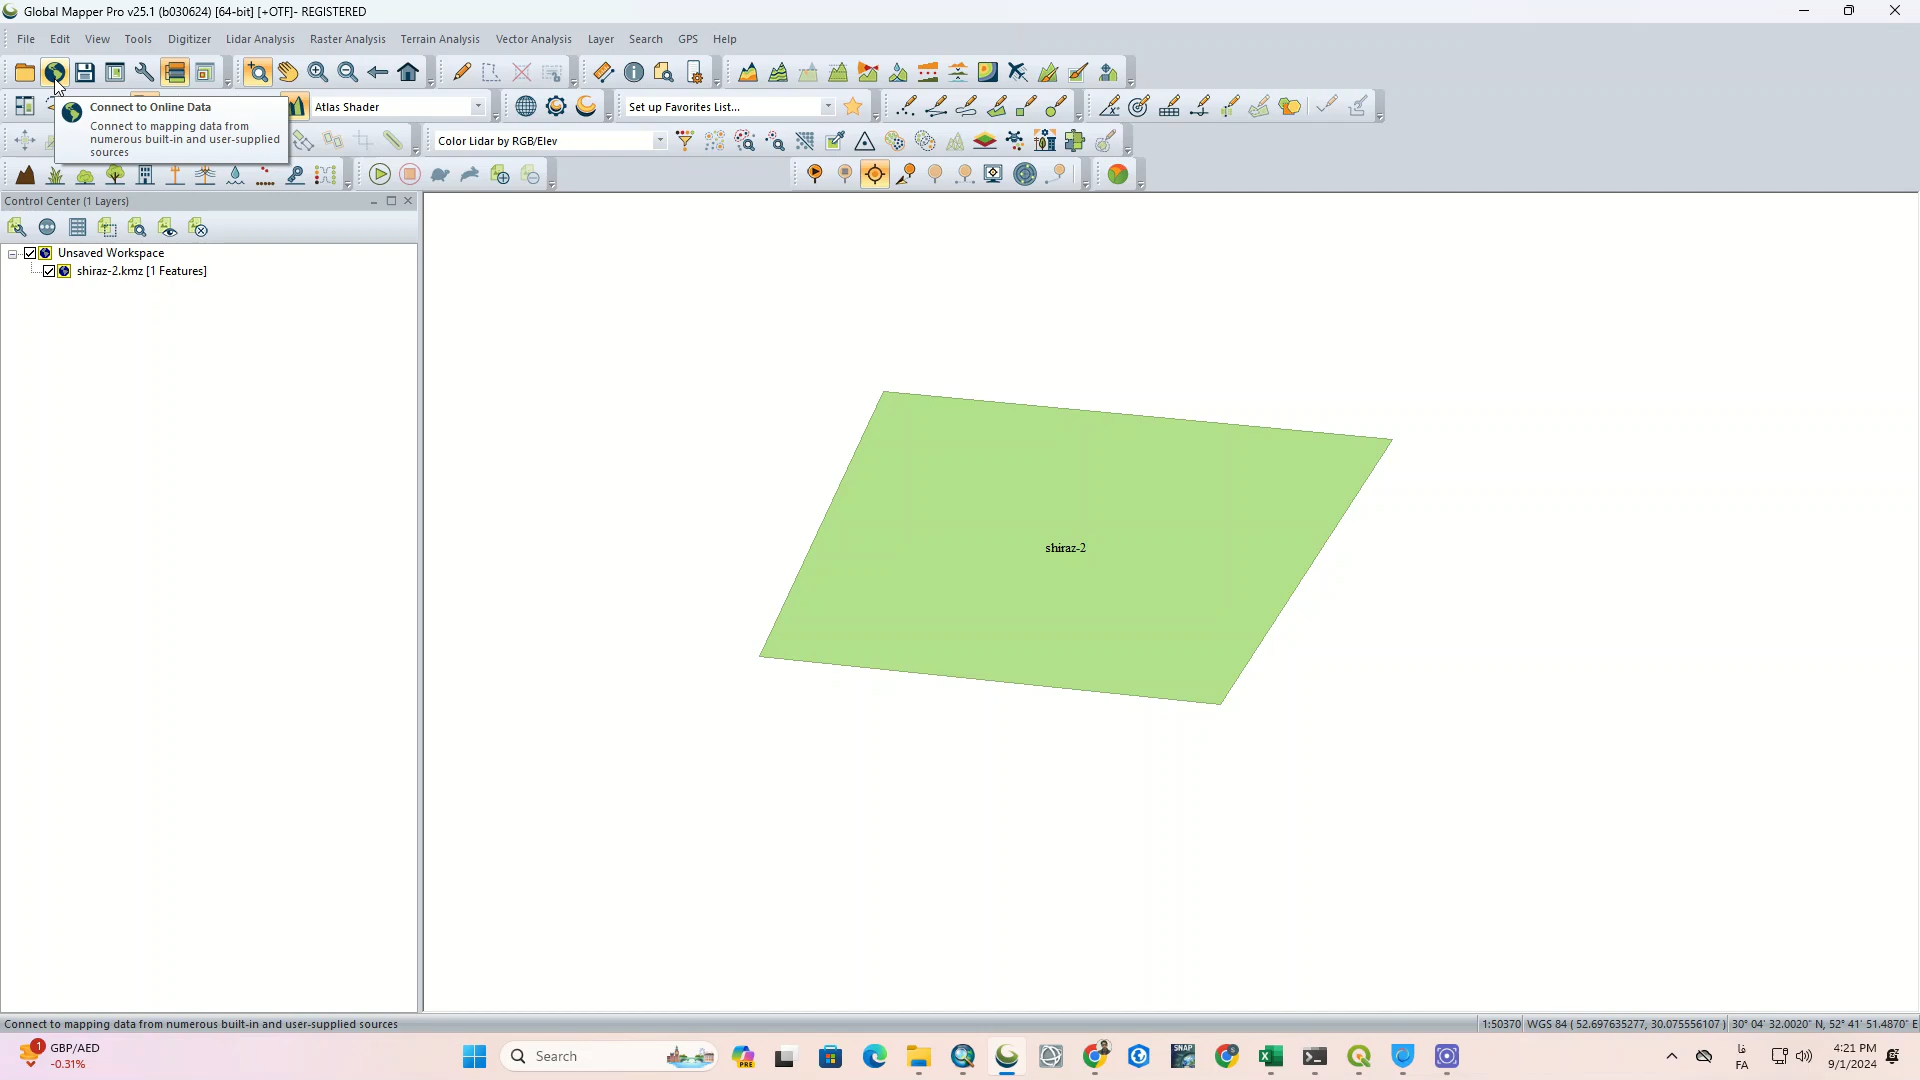 Global Mapper Pro v25.1 (b030624) [64-bit] [+OTF]- REGISTERED
File Edit View Tools Digitizer Lidar Analysis Raster Analysis Terrain Analysis Vector Analysis Layer Search GPS Help
Atlas Shader
Set up Favorites List...
Connect to Online Data
Connect to mapping data from
numerous built-in and user-supplied
sources
Color Lidar by RGB/Elev
Control Center (1 Layers)
Unsaved Workspace
shiraz-2.kmz [1 Features]
shiraz-2
Connect to mapping data from numerous built-in and user-supplied sources
1:50370 WGS 84 ( 52.697635277, 30.075556107 ) 30° 04' 32.0020" N, 52° 41' 51.4870" E
1
GBP/AED
-0.31%
Search
PRE
SNAP
فا
FA
4:21 PM
9/1/2024